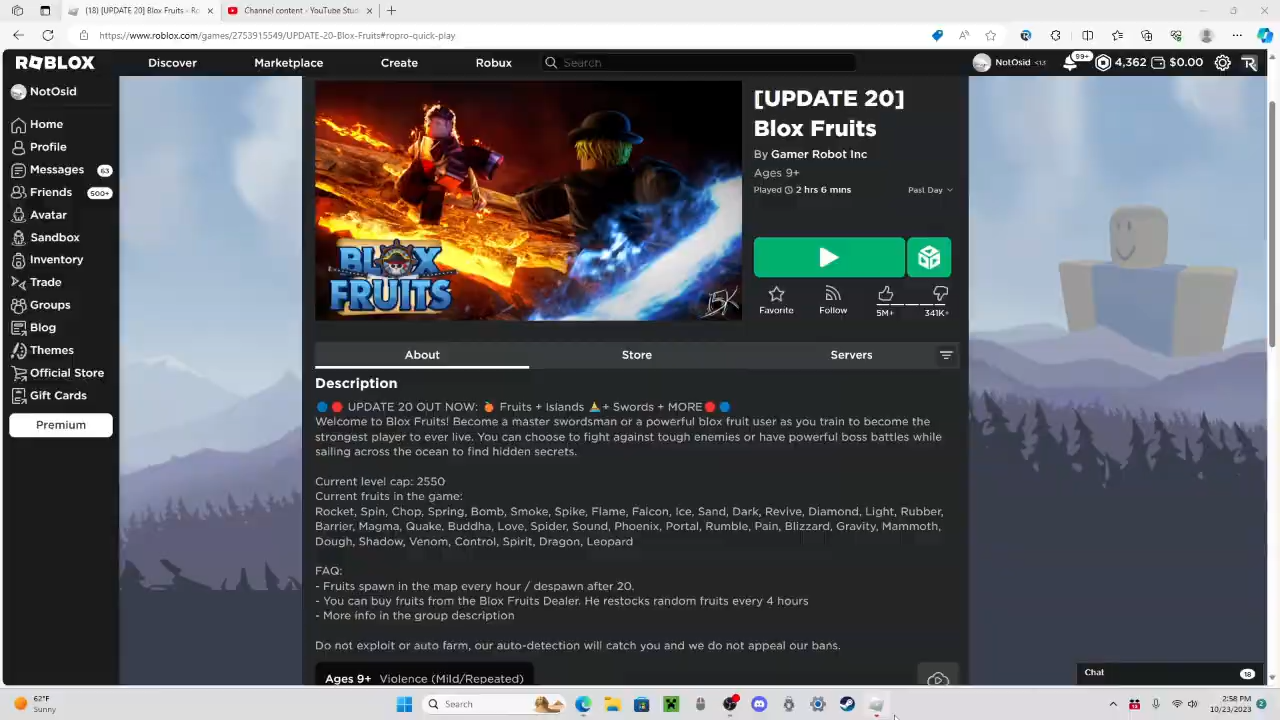 (18) [UPDATE 20] Blox Fruits - Ro
Channel content - YouTube Stud
https://www.roblox.com/games/2753915549/UPDATE-20-Blox-Fruits#ropro-quick-play
ROBLOX
Discover
Marketplace
Create
Robux
Search
NotOsid <13
99+
4,362
$0.00
NotOsid
Home
Profile
Messages 63
Friends 500+
Avatar
Sandbox
Inventory
Trade
Groups
Blog
Themes
Official Store
Gift Cards
Premium
BLOX
FRUITS
[UPDATE 20]
Blox Fruits
By Gamer Robot Inc
Ages 9+
Played 2 hrs 6 mins
Past Day
Favorite
Follow
5M+
341K+
About
Store
Servers
Description
🔵🔴 UPDATE 20 OUT NOW: 🍎 Fruits + Islands ⛵+ Swords + MORE🔴🔵
Welcome to Blox Fruits! Become a master swordsman or a powerful blox fruit user as you train to become the
strongest player to ever live. You can choose to fight against tough enemies or have powerful boss battles while
sailing across the ocean to find hidden secrets.
Current level cap: 2550
Current fruits in the game:
Rocket, Spin, Chop, Spring, Bomb, Smoke, Spike, Flame, Falcon, Ice, Sand, Dark, Revive, Diamond, Light, Rubber,
Barrier, Magma, Quake, Buddha, Love, Spider, Sound, Phoenix, Portal, Rumble, Pain, Blizzard, Gravity, Mammoth,
Dough, Shadow, Venom, Control, Spirit, Dragon, Leopard
FAQ:
- Fruits spawn in the map every hour / despawn after 20.
- You can buy fruits from the Blox Fruits Dealer. He restocks random fruits every 4 hours
- More info in the group description
Do not exploit or auto farm, our auto-detection will catch you and we do not appeal our bans.
Ages 9+ Violence (Mild/Repeated)
Chat
18
62°F
Sunny
Search
2:58 PM
10/23/2023